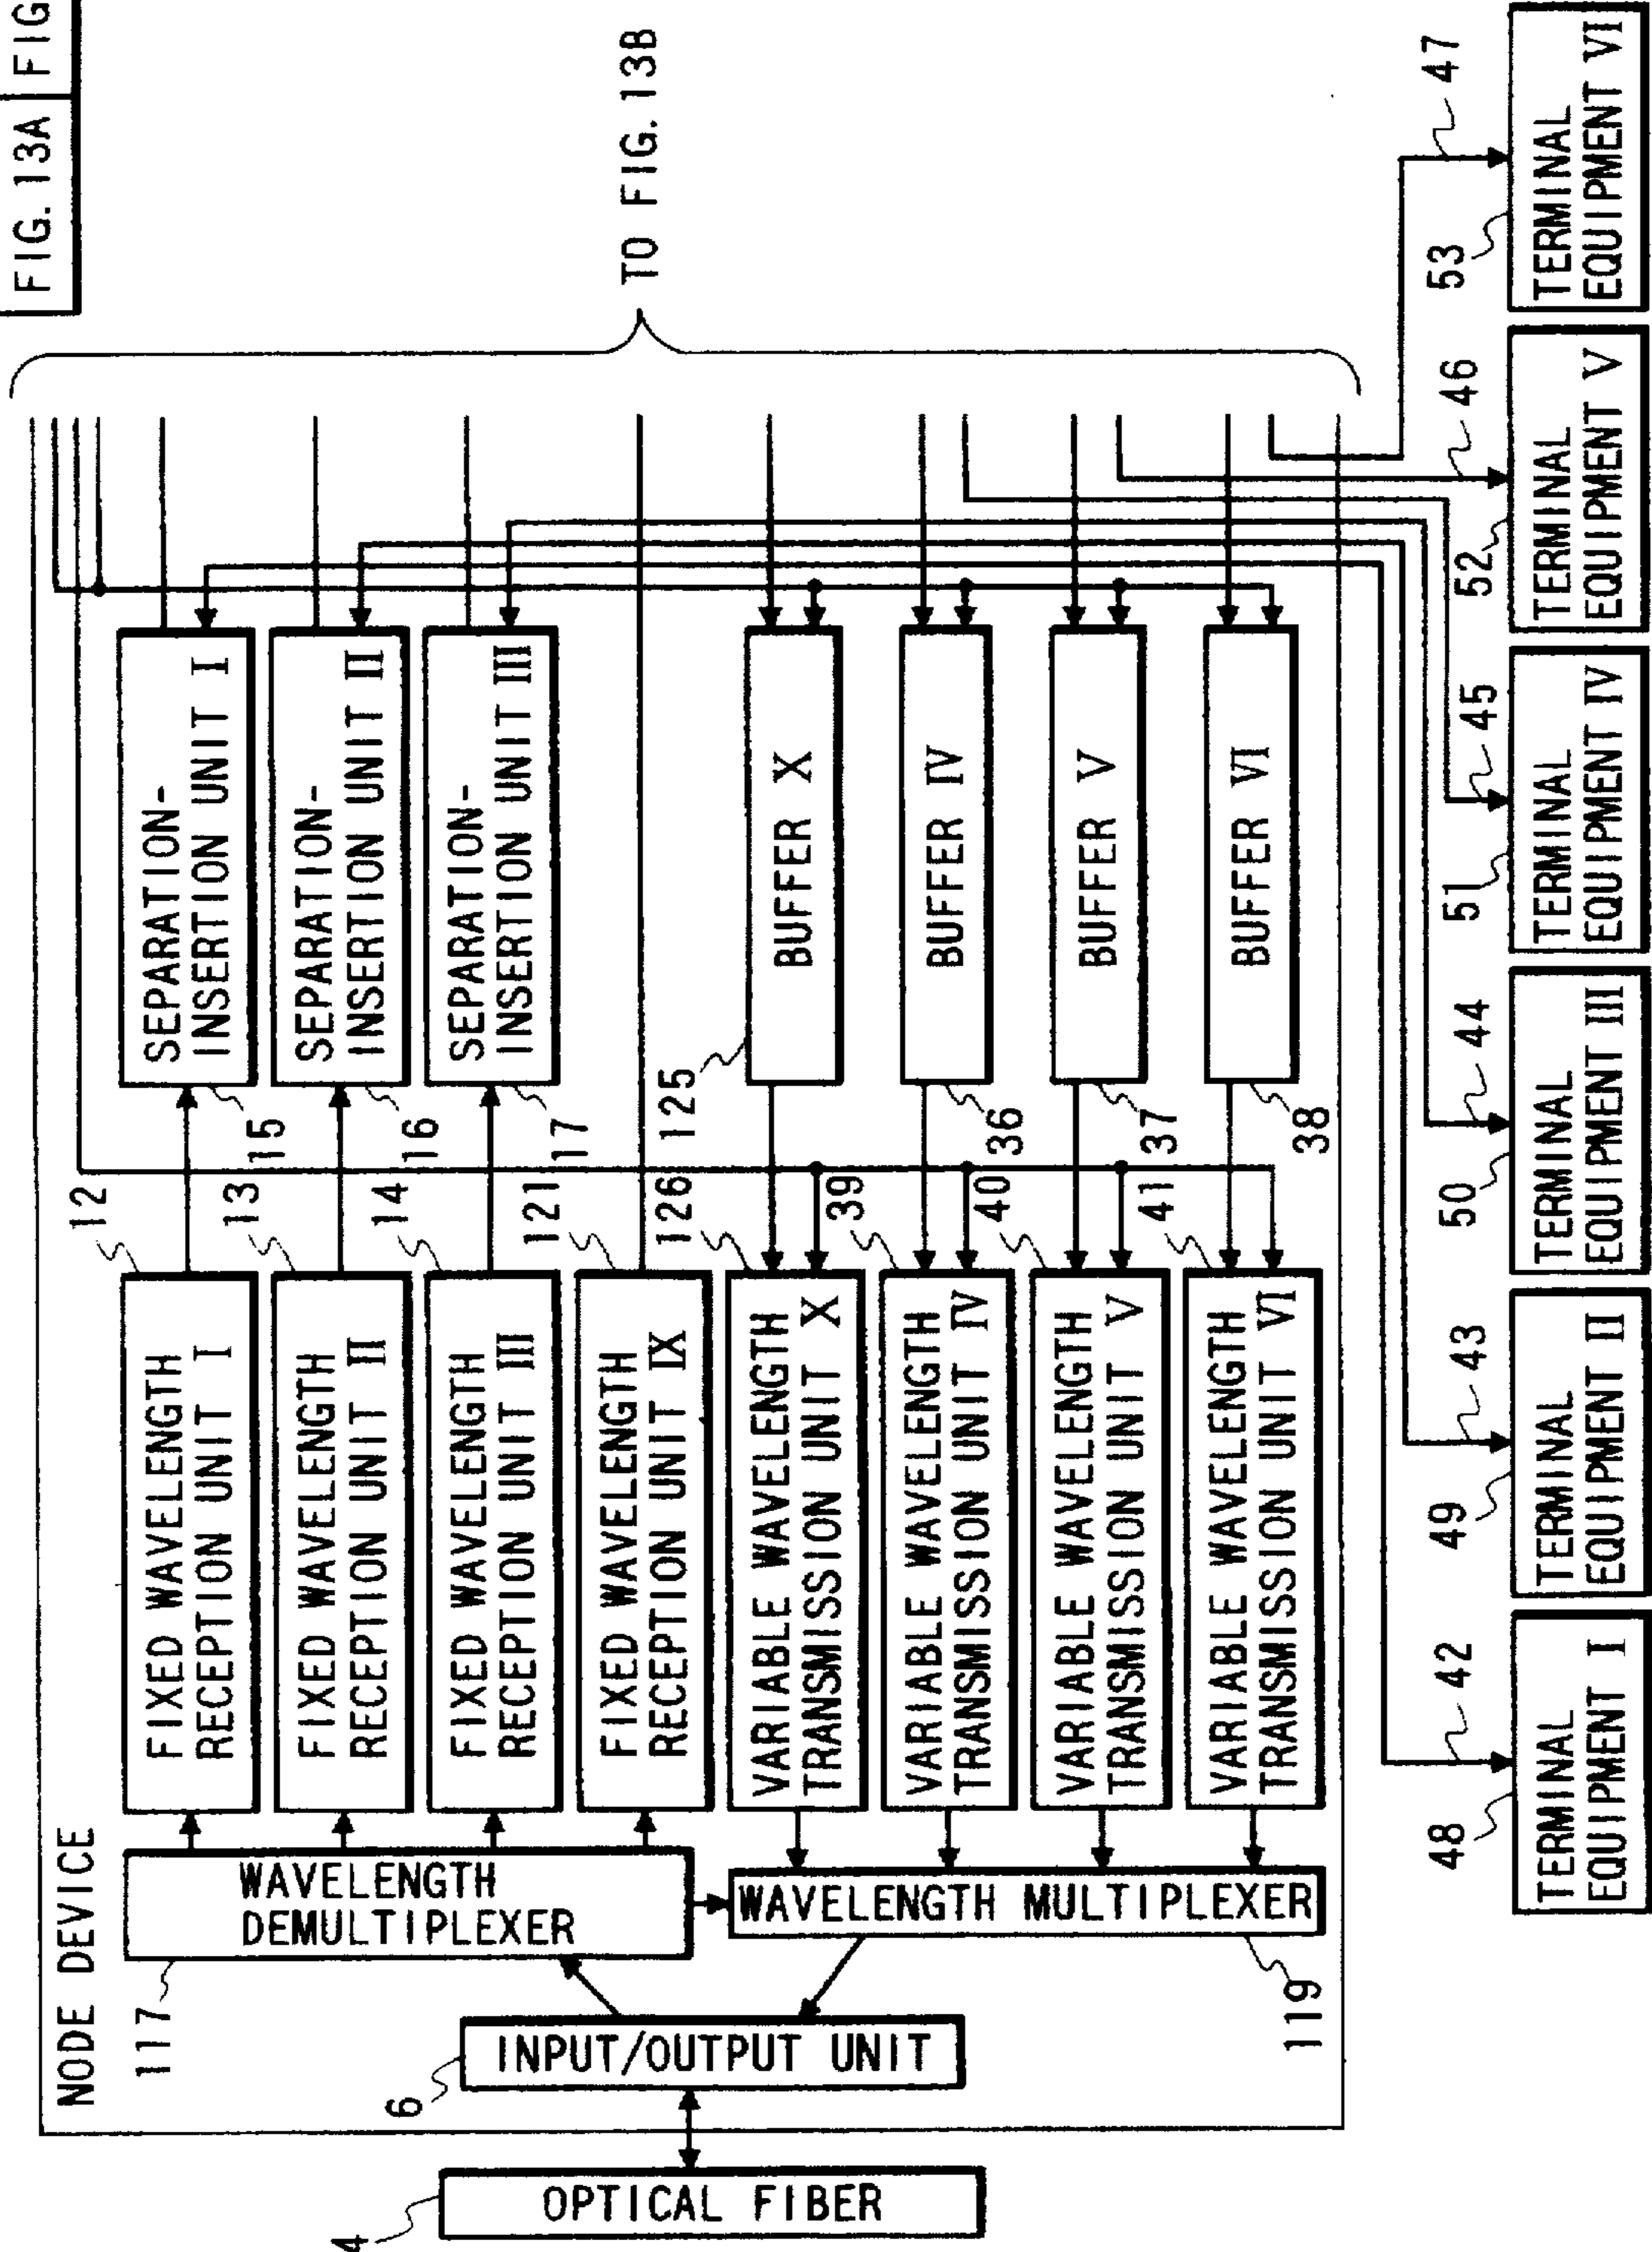 FIG. 13A
FIG
NODE DEVICE
TO FIG. 13B
4
OPTICAL FIBER
6
INPUT/OUTPUT UNIT
117
WAVELENGTH
DEMULTIPLEXER
119
WAVELENGTH MULTIPLEXER
12
FIXED WAVELENGTH
RECEPTION UNIT I
13
FIXED WAVELENGTH
RECEPTION UNIT II
14
FIXED WAVELENGTH
RECEPTION UNIT III
121
FIXED WAVELENGTH
RECEPTION UNIT IX
126
VARIABLE WAVELENGTH
TRANSMISSION UNIT X
39
VARIABLE WAVELENGTH
TRANSMISSION UNIT IV
40
VARIABLE WAVELENGTH
TRANSMISSION UNIT V
41
VARIABLE WAVELENGTH
TRANSMISSION UNIT VI
15
SEPARATION-
INSERTION UNIT I
16
SEPARATION-
INSERTION UNIT II
17
SEPARATION-
INSERTION UNIT III
125
BUFFER X
36
BUFFER IV
37
BUFFER V
38
BUFFER VI
48
42
TERMINAL
EQUIPMENT I
49
43
TERMINAL
EQUIPMENT II
50
44
TERMINAL
EQUIPMENT III
51
45
TERMINAL
EQUIPMENT IV
52
46
TERMINAL
EQUIPMENT V
53
47
TERMINAL
EQUIPMENT VI